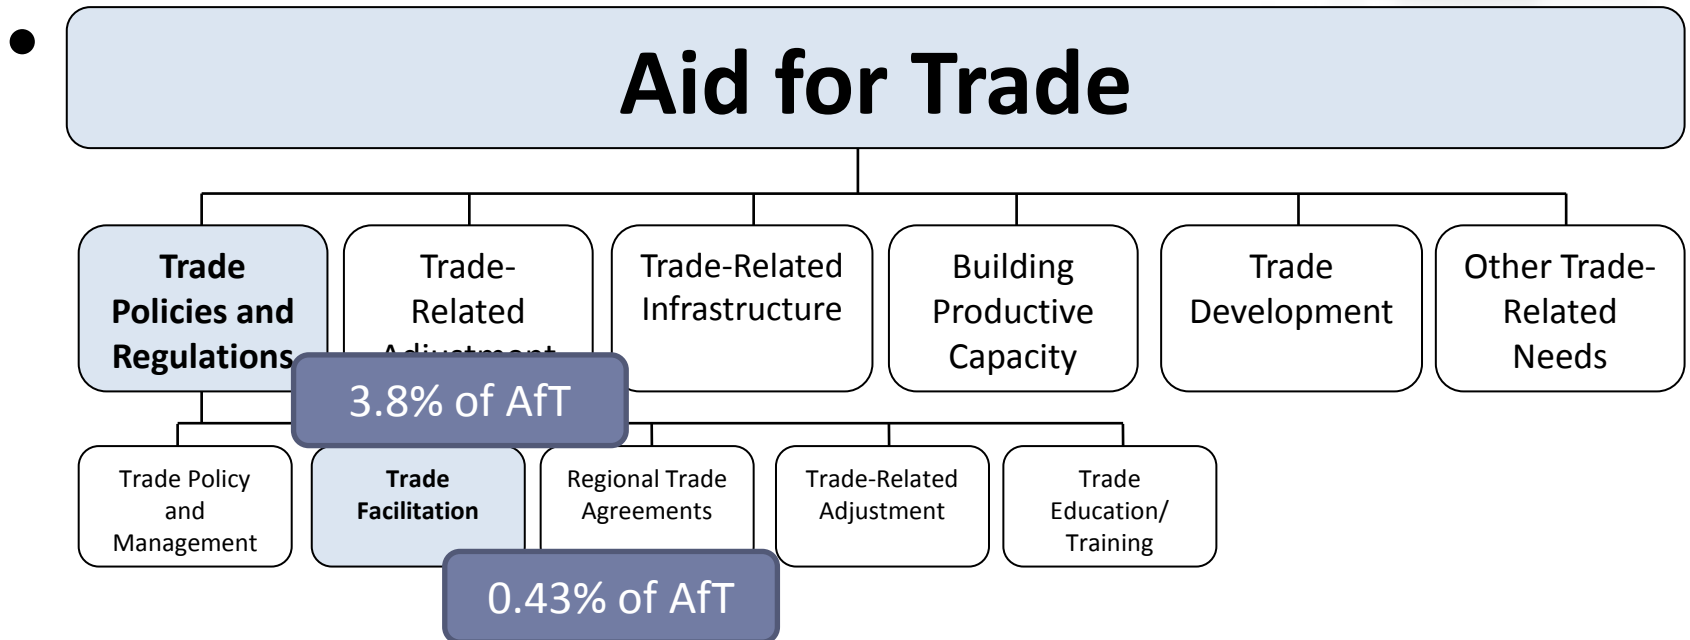 • Aid for Trade
Trade
Policies and
Regulations
Trade-
Related
Adjustment
Trade-Related
Infrastructure
Building
Productive
Capacity
Trade
Development
Other Trade-
Related
Needs
3.8% of AfT
Trade Policy
and
Management
Trade
Facilitation
Regional Trade
Agreements
Trade-Related
Adjustment
Trade
Education/
Training
0.43% of AfT